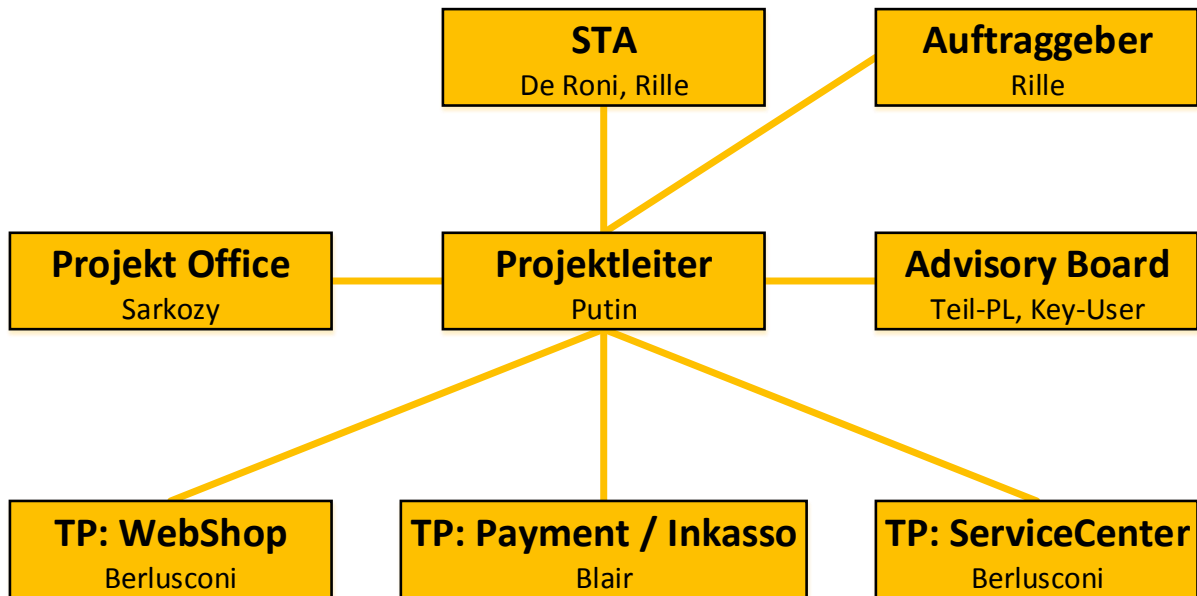 STA
De Roni, Rille
Auftraggeber
Rille
Projekt Office
Sarkozy
Projektleiter
Putin
Advisory Board
Teil-PL, Key-User
TP: WebShop
Berlusconi
TP: Payment / Inkasso
Blair
TP: ServiceCenter
Berlusconi